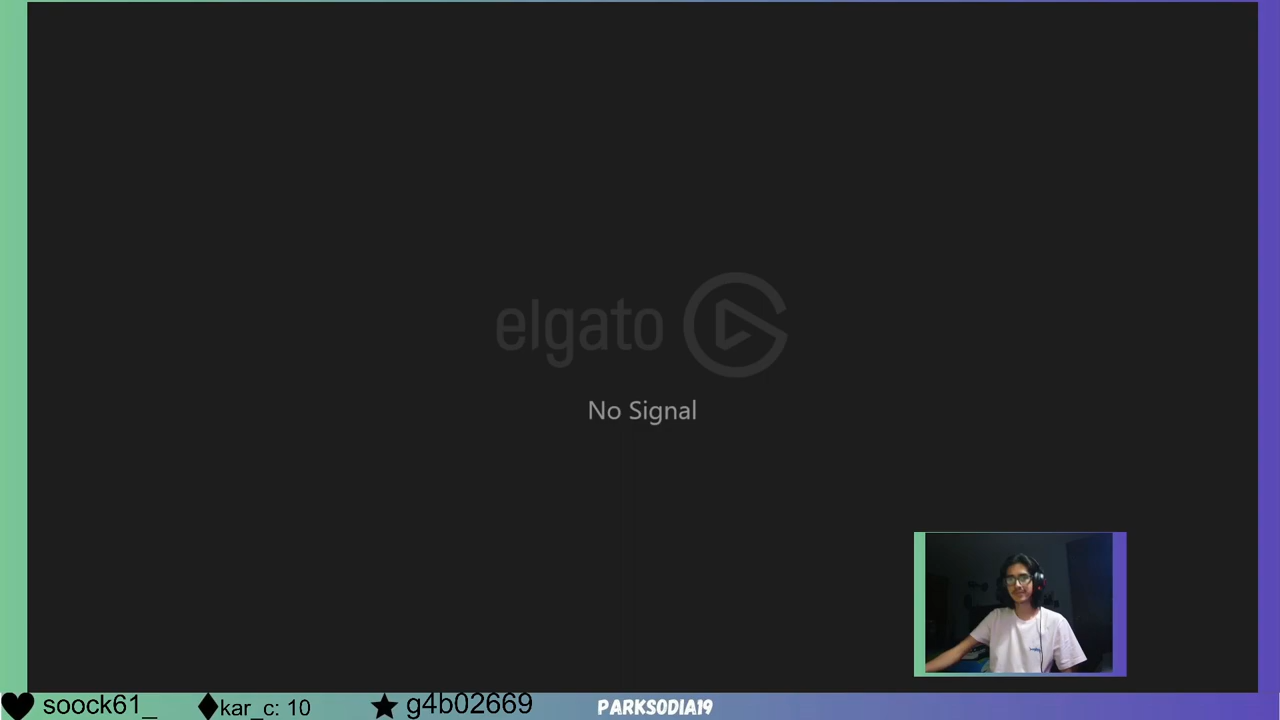 elgato
No Signal
soock61_
kar_c: 10
g4b02669
PARKSODIA19